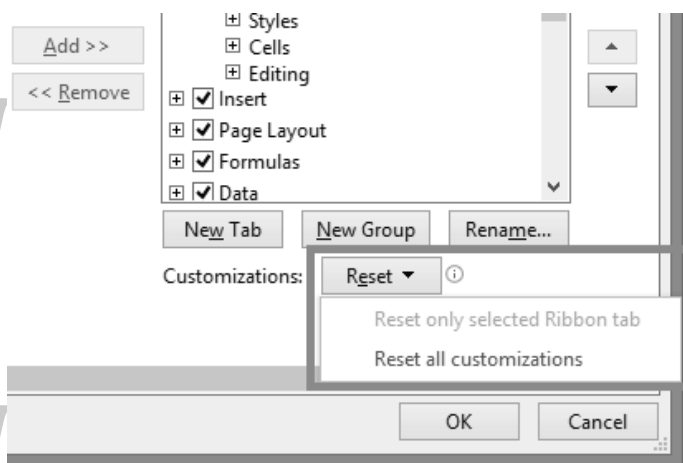 Styles
Add >>
Cells
Editing
<< Remove
Insert
Page Layout
Formulas
Data
New Tab
New Group
Rename...
Customizations:
Reset
Reset only selected Ribbon tab
Reset all customizations
OK
Cancel